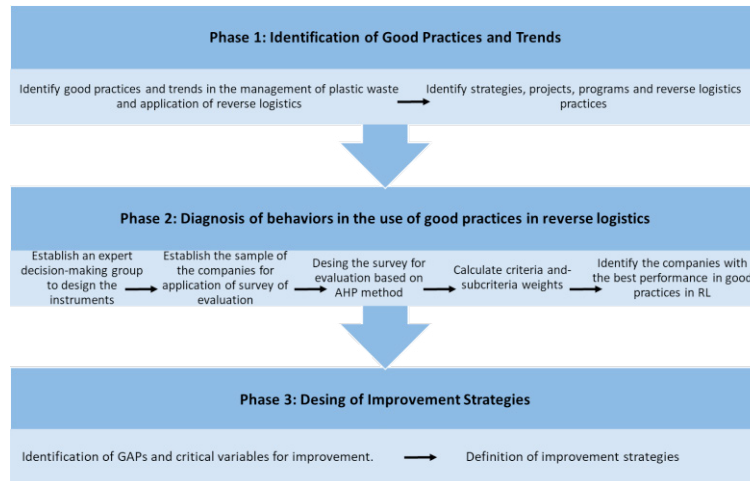 Phase 1: Identification of Good Practices and Trends
Identify good practices and trends in the management of plastic waste
and application of reverse logistics
Identify strategies, projects, programs and reverse logistics
practices
Phase 2: Diagnosis of behaviors in the use of good practices in reverse logistics
Establish an expert
decision-making group
to design the
instruments
Establish the sample of
the companies for
application of survey of
evaluation
Desing the survey for
evaluation based on
AHP method
Calculate criteria and-
subcriteria weights
Identify the companies with
the best performance in good
practices in RL
Phase 3: Desing of Improvement Strategies
Identification of GAPs and critical variables for improvement.
Definition of improvement strategies